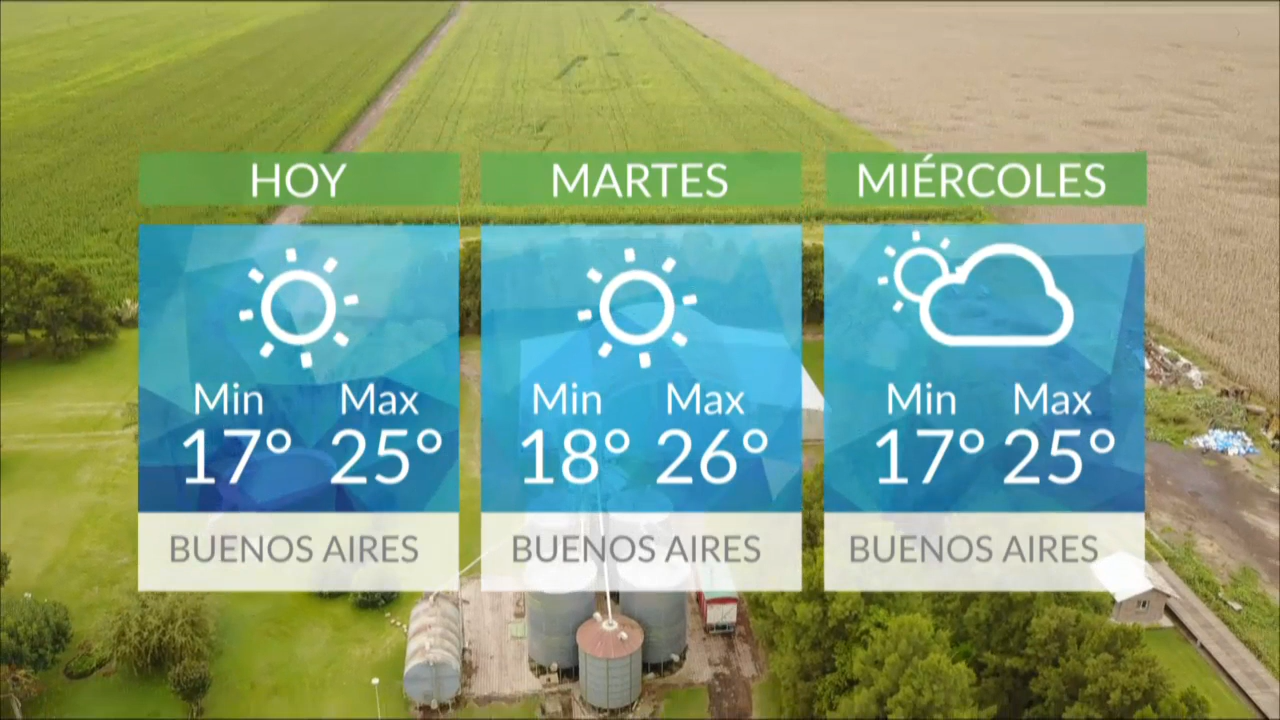 HOY
Min Max
17° 25°
BUENOS AIRES
MARTES
Min Max
18° 26°
BUENOS AIRES
MIÉRCOLES
Min Max
17° 25°
BUENOS AIRES